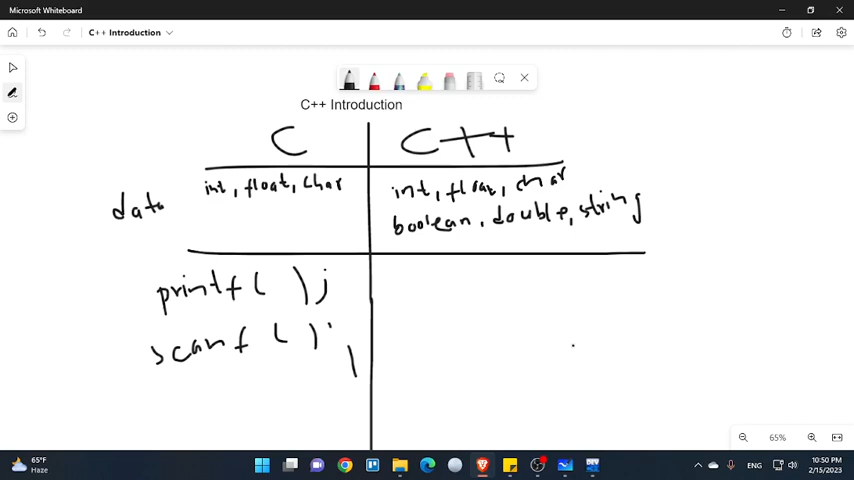 Microsoft Whiteboard
C++ Introduction
C++ Introduction
C C++
data int, float, char int, float, char
boolean, double, string
printf ( );
scanf ( );
65%
65°F
Haze
DEV
ENG
10:50 PM
2/15/2023